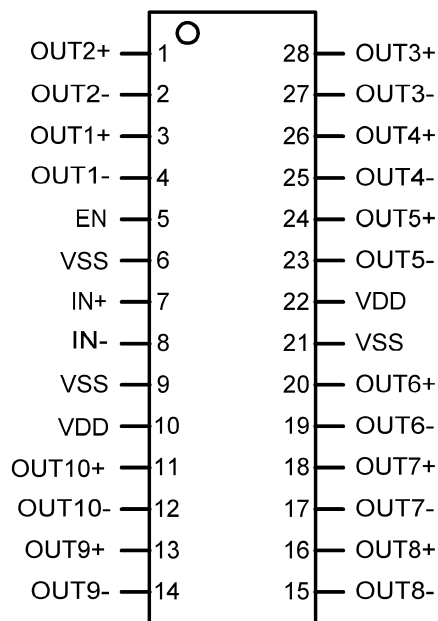 OUT2+ 1 28 OUT3+
OUT2- 2 27 OUT3-
OUT1+ 3 26 OUT4+
OUT1- 4 25 OUT4-
EN 5 24 OUT5+
VSS 6 23 OUT5-
IN+ 7 22 VDD
IN- 8 21 VSS
VSS 9 20 OUT6+
VDD 10 19 OUT6-
OUT10+ 11 18 OUT7+
OUT10- 12 17 OUT7-
OUT9+ 13 16 OUT8+
OUT9- 14 15 OUT8-